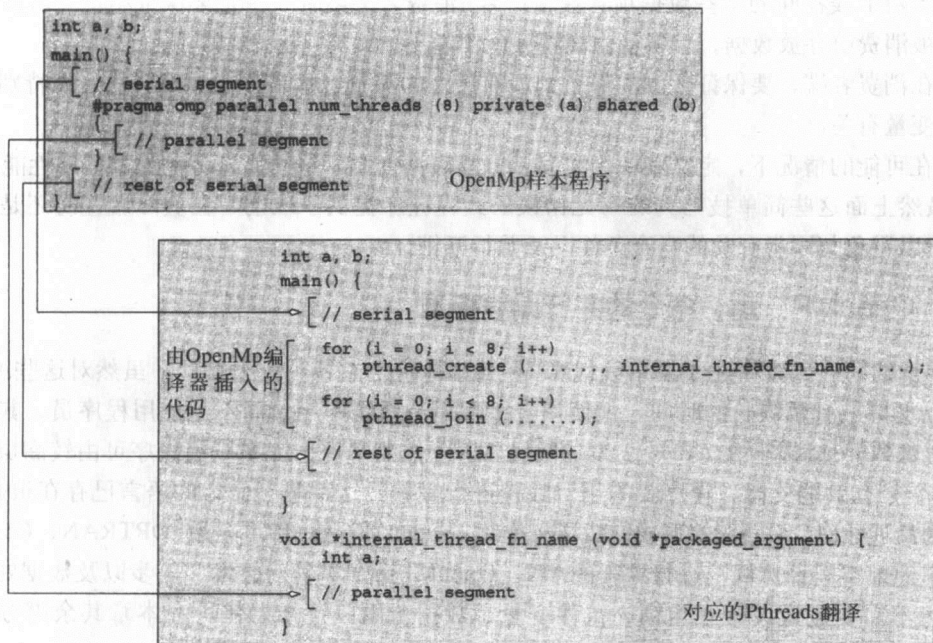 int a, b;
main() {
// serial segment
#pragma omp parallel num_threads (8) private (a) shared (b)
{
// parallel segment
}
// rest of serial segment
}
OpenMp样本程序
int a, b;
main() {
// serial segment
for (i = 0; i < 8; i++)
pthread_create (......., internal_thread_fn_name, ...);
for (i = 0; i < 8; i++)
pthread_join (.......);
// rest of serial segment
}
由OpenMp编
译器插入的
代码
void *internal_thread_fn_name (void *packaged_argument) [
int a;
// parallel segment
}
对应的Pthreads翻译